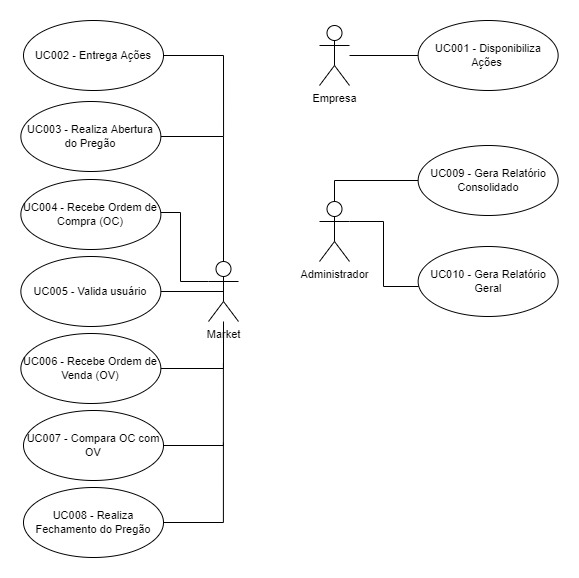 UC002 - Entrega Ações
UC003 - Realiza Abertura
do Pregão
UC004 - Recebe Ordem de
Compra (OC)
UC005 - Valida usuário
Market
UC006 - Recebe Ordem de
Venda (OV)
UC007 - Compara OC com
OV
UC008 - Realiza
Fechamento do Pregão
Empresa
UC001 - Disponibiliza
Ações
Administrador
UC009 - Gera Relatório
Consolidado
UC010 - Gera Relatório
Geral